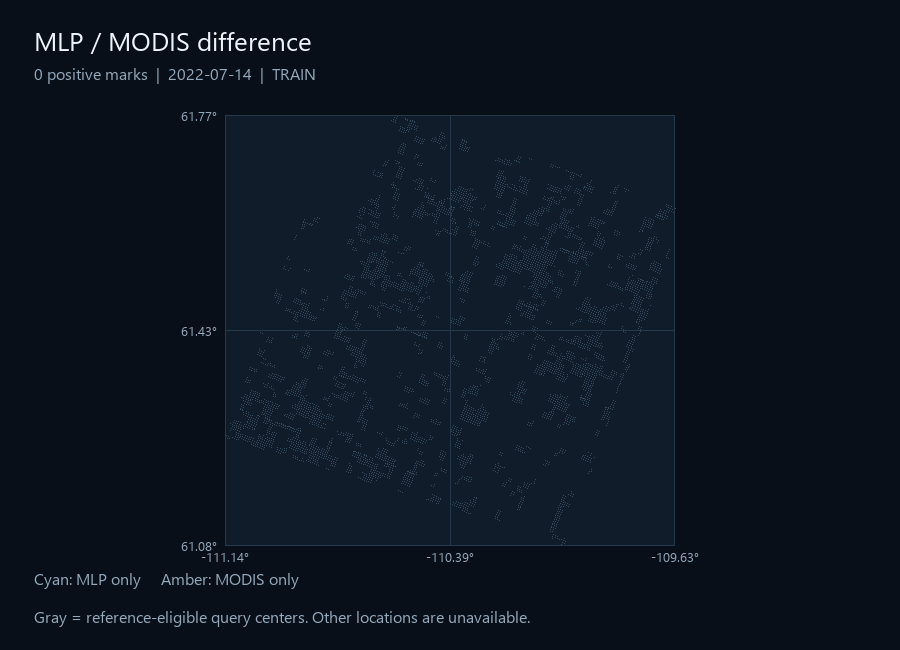 MLP / MODIS difference
0 positive marks | 2022-07-14 | TRAIN
61.77°
61.43°
61.08°
-111.14° -110.39° -109.63°
Cyan: MLP only Amber: MODIS only
Gray = reference-eligible query centers. Other locations are unavailable.